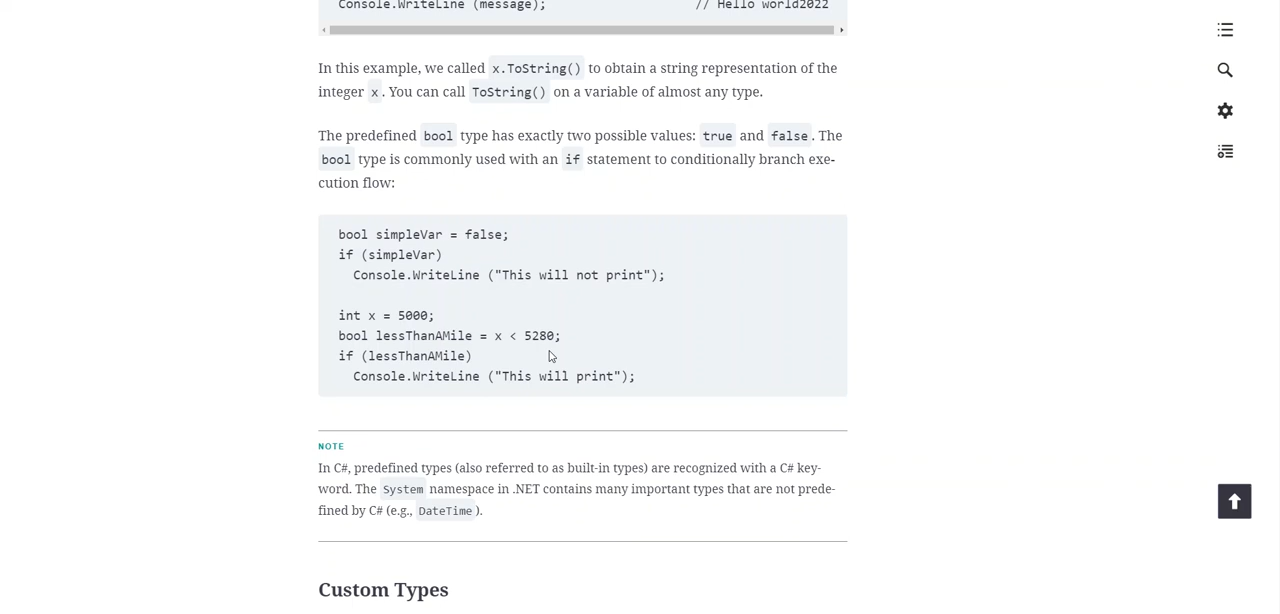 Console.WriteLine (message);                    // Hello world2022
In this example, we called x.ToString() to obtain a string representation of the
integer x. You can call ToString() on a variable of almost any type.
The predefined bool type has exactly two possible values: true and false. The
bool type is commonly used with an if statement to conditionally branch exe-
cution flow:
bool simpleVar = false;
if (simpleVar)
  Console.WriteLine ("This will not print");
int x = 5000;
bool lessThanAMile = x < 5280;
if (lessThanAMile)
  Console.WriteLine ("This will print");
NOTE
In C#, predefined types (also referred to as built-in types) are recognized with a C# key-
word. The System namespace in .NET contains many important types that are not prede-
fined by C# (e.g., DateTime).
Custom Types